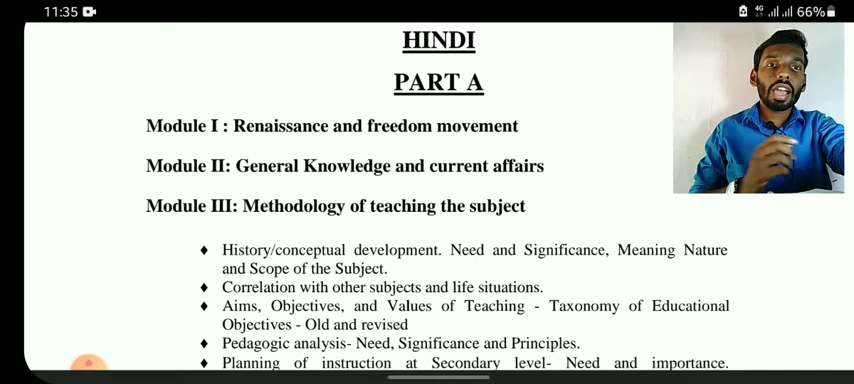 11:35
4G
66%
HINDI
PART A
Module I : Renaissance and freedom movement
Module II: General Knowledge and current affairs
Module III: Methodology of teaching the subject
♦ History/conceptual development. Need and Significance, Meaning Nature
and Scope of the Subject.
♦ Correlation with other subjects and life situations.
♦ Aims, Objectives, and Values of Teaching - Taxonomy of Educational
Objectives - Old and revised
♦ Pedagogic analysis- Need, Significance and Principles.
♦ Planning of instruction at Secondary level- Need and importance.